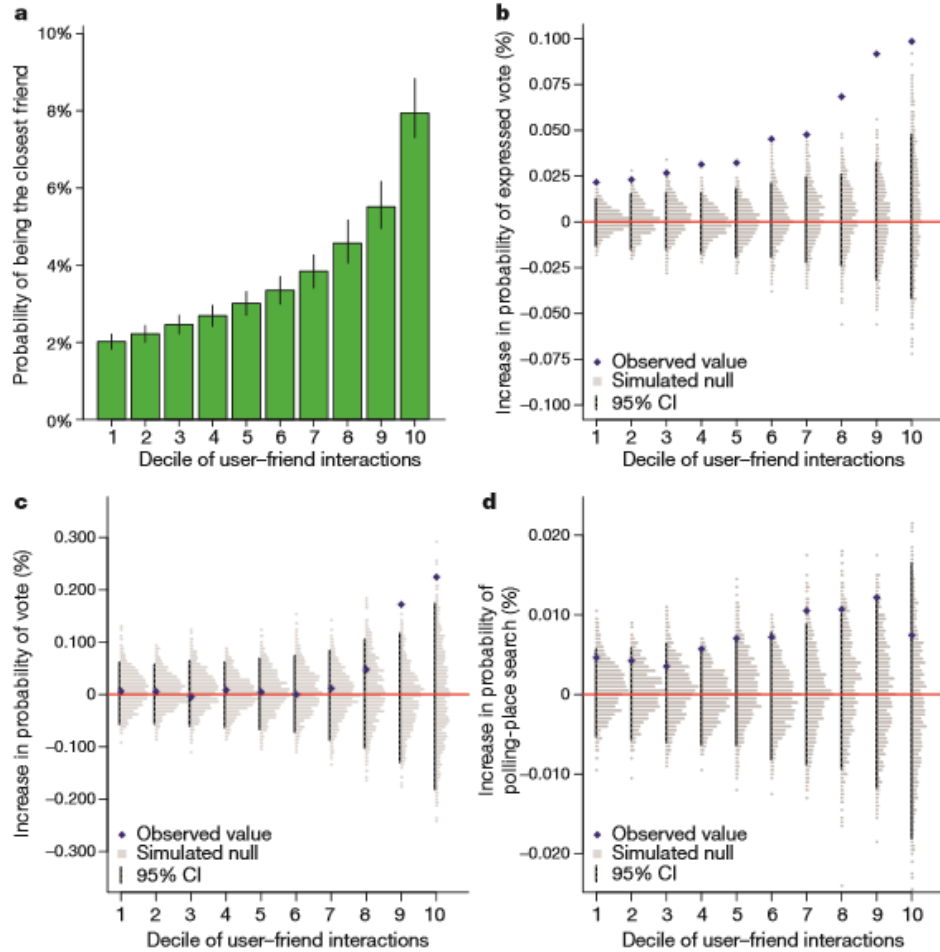 a
Probability of being the closest friend
10%
8%
6%
4%
2%
0%
1 2 3 4 5 6 7 8 9 10
Decile of user–friend interactions
b
Increase in probability of expressed vote (%)
0.100
0.075
0.050
0.025
0
−0.025
−0.050
−0.075
−0.100
Observed value
Simulated null
95% CI
1 2 3 4 5 6 7 8 9 10
Decile of user–friend interactions
c
Increase in probability of vote (%)
0.300
0.200
0.100
0
−0.100
−0.200
−0.300
Observed value
Simulated null
95% CI
1 2 3 4 5 6 7 8 9 10
Decile of user–friend interactions
d
Increase in probability of
polling-place search (%)
0.020
0.010
0
−0.010
−0.020
Observed value
Simulated null
95% CI
1 2 3 4 5 6 7 8 9 10
Decile of user–friend interactions